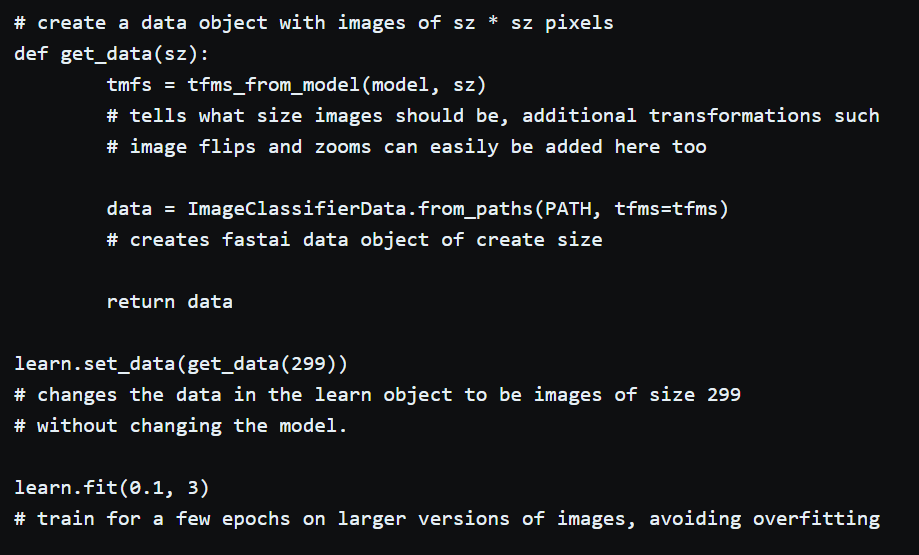 # create a data object with images of sz * sz pixels
def get_data(sz):
        tmfs = tfms_from_model(model, sz)
        # tells what size images should be, additional transformations such
        # image flips and zooms can easily be added here too

        data = ImageClassifierData.from_paths(PATH, tfms=tfms)
        # creates fastai data object of create size

        return data

learn.set_data(get_data(299))
# changes the data in the learn object to be images of size 299
# without changing the model.

learn.fit(0.1, 3)
# train for a few epochs on larger versions of images, avoiding overfitting